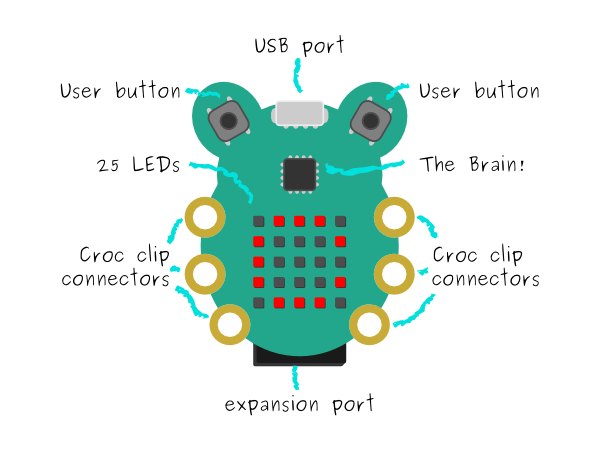 USB port
User button
User button
25 LEDs
The Brain!
Croc clip
connectors
Croc clip
connectors
expansion port